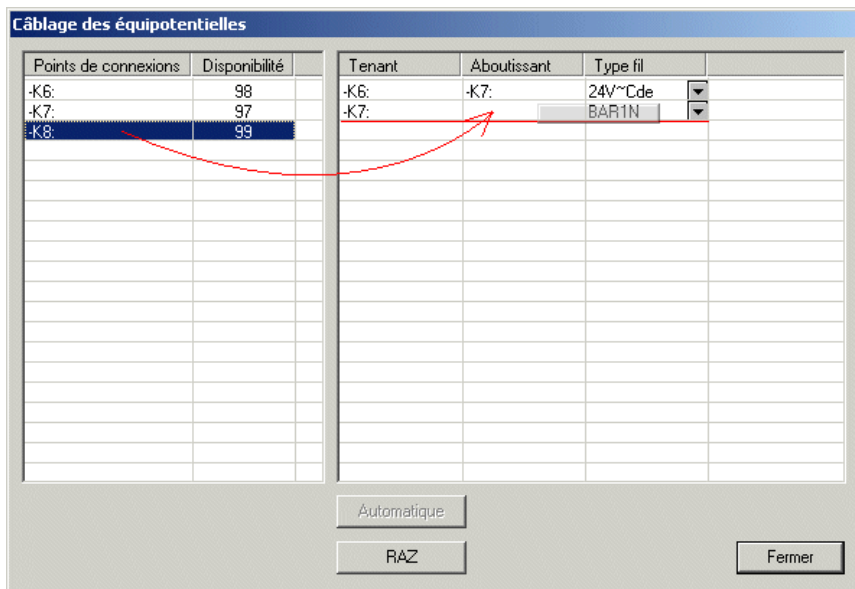 Câblage des équipotentielles
Points de connexions Disponibilité Tenant Aboutissant Type fil
-K6: 98 -K6: -K7: 24V~Cde
-K7: 97 -K7: BAR1N
-K8: 99
Automatique
RAZ Fermer